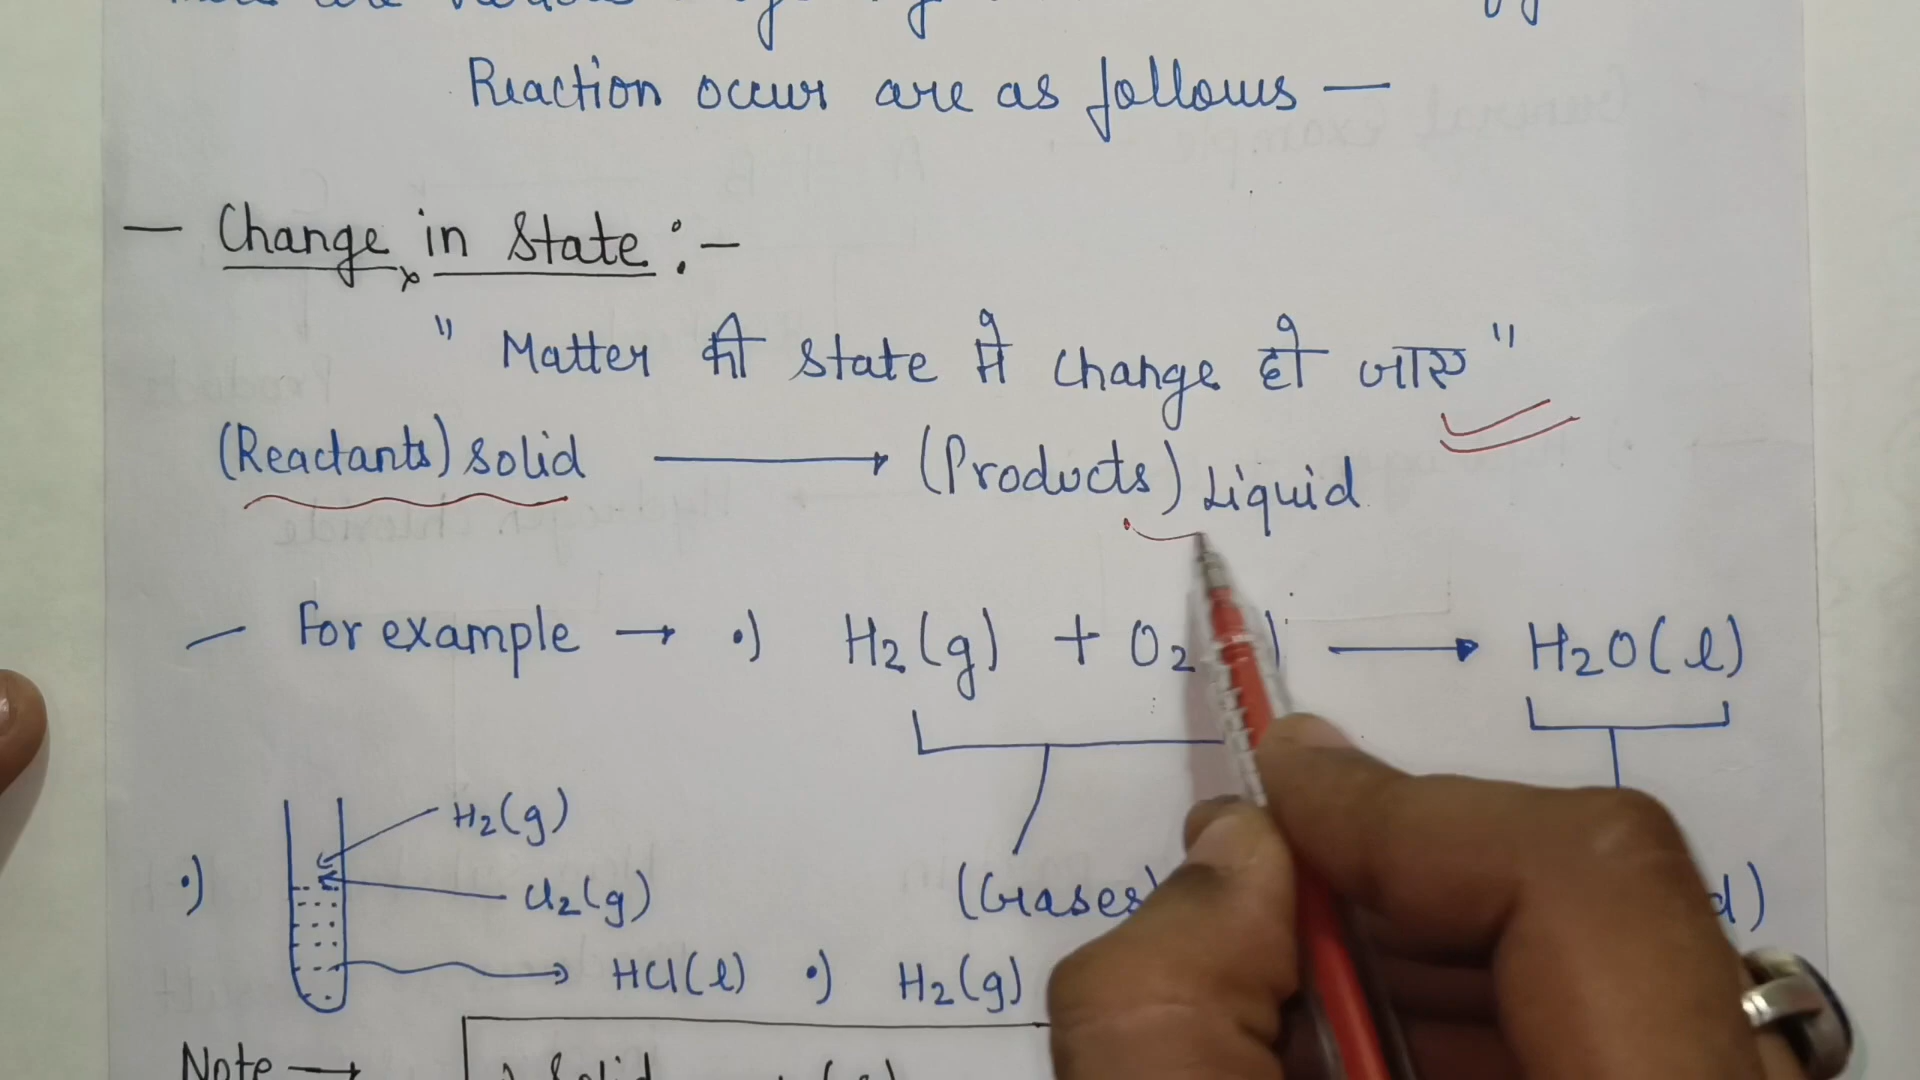 Reaction occur are as follows —
— Change in State :-
" Matter की state में change हो जाए "
(Reactants) Solid ⟶ (Products) Liquid
— For example → •) H2(g) + O2 ) ⟶ H2O(l)
H2(g)
•) Cl2(g) (Gases) d)
HCl(l) •) H2(g)
Note →
Solid